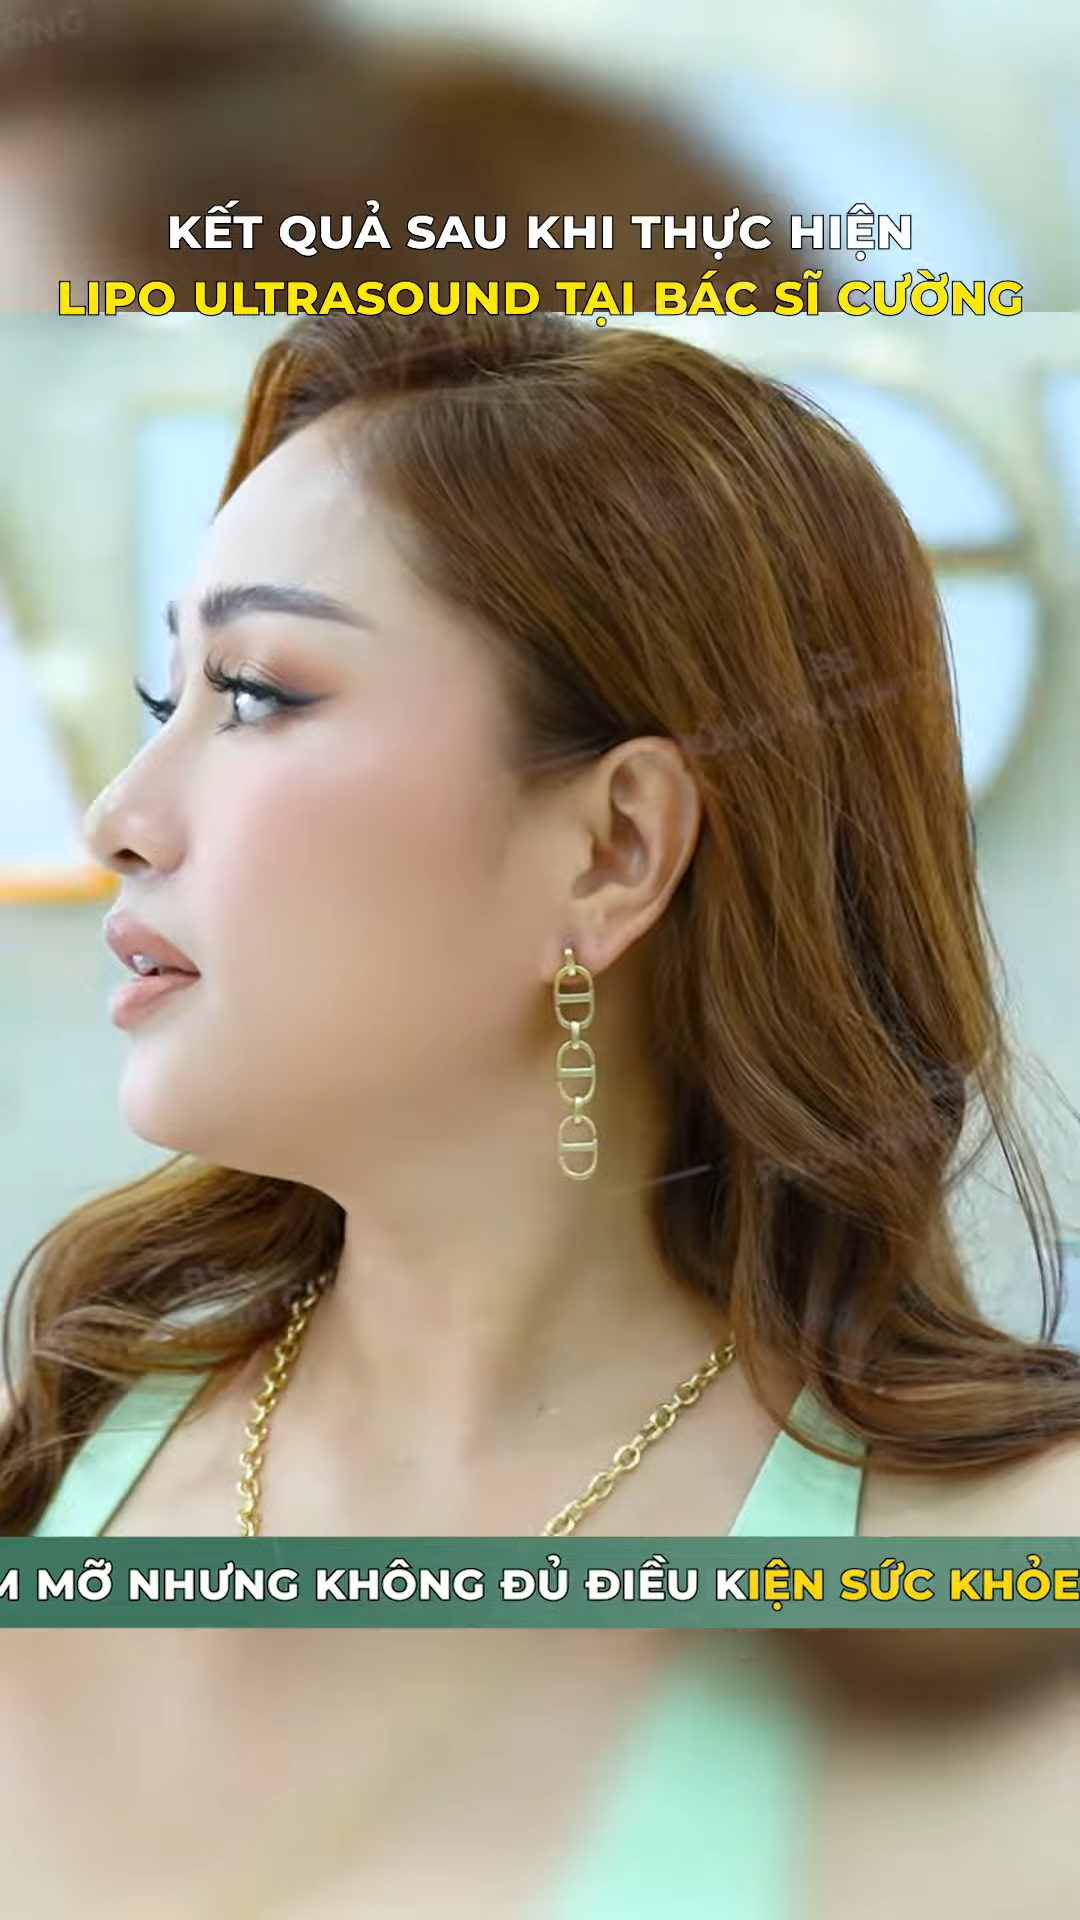 KẾT QUẢ SAU KHI THỰC HIỆN
LIPO ULTRASOUND TẠI BÁC SĨ CƯỜNG
MỠ NHƯNG KHÔNG ĐỦ ĐIỀU KIỆN SỨC KHỎE